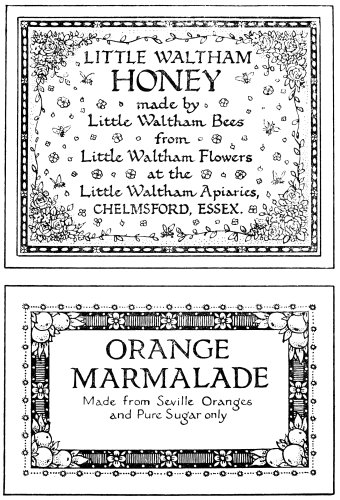 LITTLE WALTHAM
HONEY
made by
Little Waltham Bees
from
Little Waltham Flowers
at the
Little Waltham Apiaries,
CHELMSFORD, ESSEX.
ORANGE
MARMALADE
Made from Seville Oranges
and Pure Sugar only